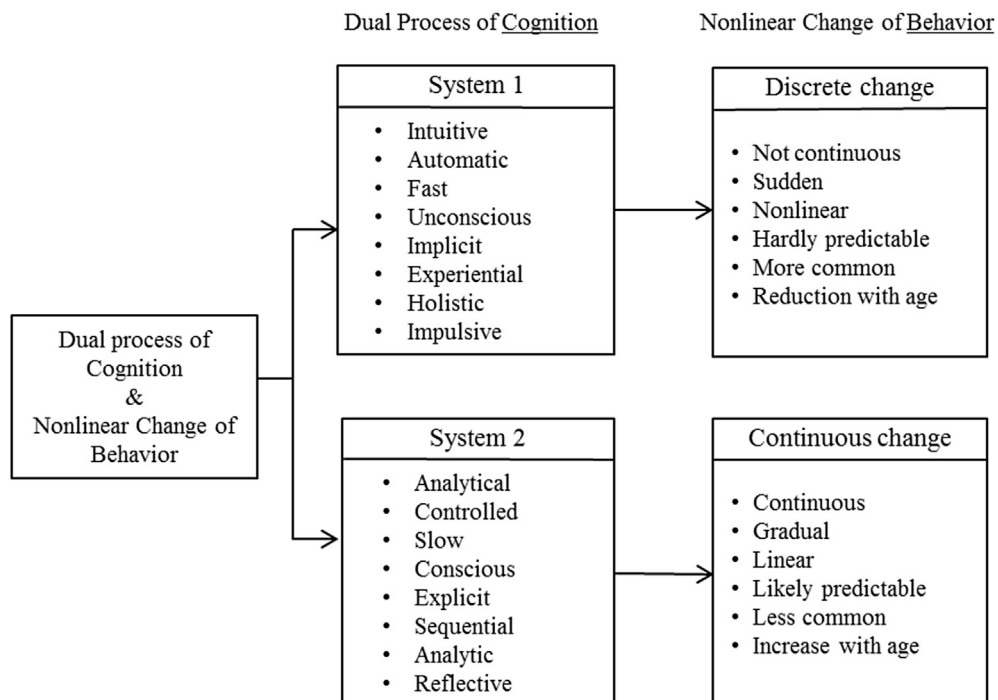 Dual Process of Cognition
Nonlinear Change of Behavior
Dual process of
Cognition
&
Nonlinear Change of
Behavior
System 1
• Intuitive
• Automatic
• Fast
• Unconscious
• Implicit
• Experiential
• Holistic
• Impulsive
Discrete change
• Not continuous
• Sudden
• Nonlinear
• Hardly predictable
• More common
• Reduction with age
System 2
• Analytical
• Controlled
• Slow
• Conscious
• Explicit
• Sequential
• Analytic
• Reflective
Continuous change
• Continuous
• Gradual
• Linear
• Likely predictable
• Less common
• Increase with age